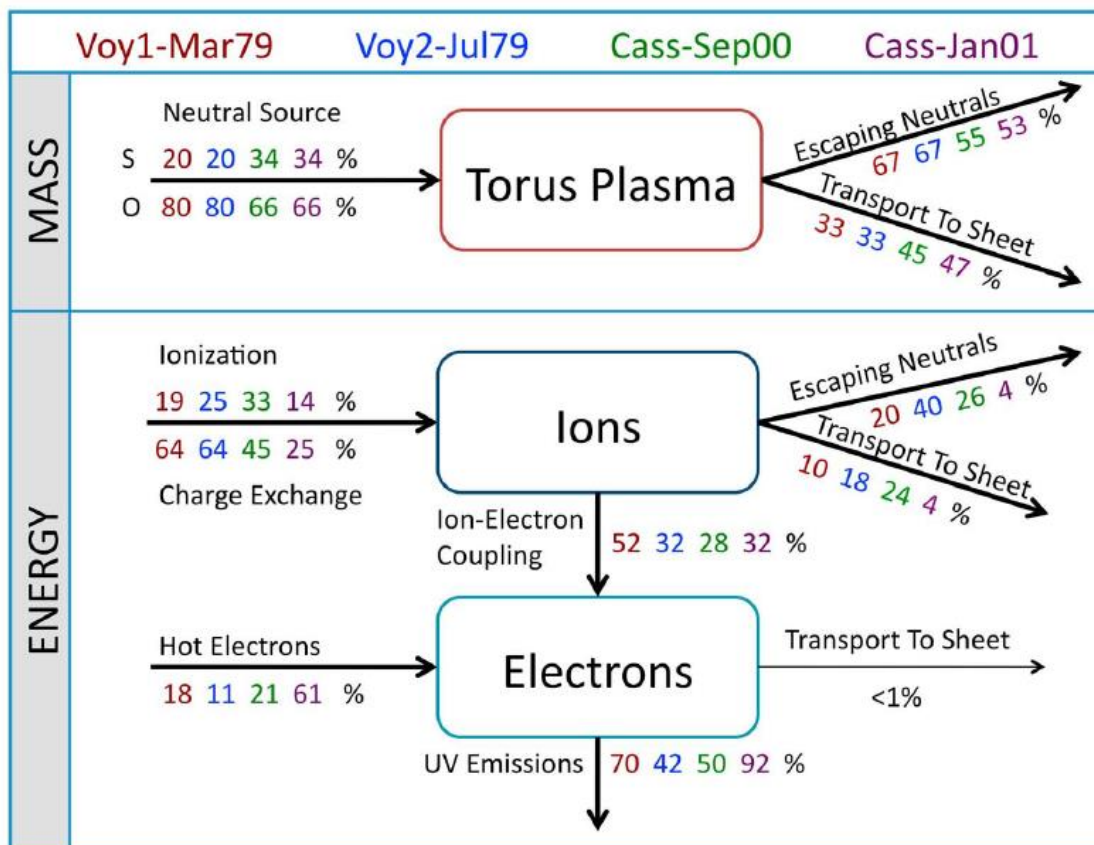 Voy1-Mar79 Voy2-Jul79 Cass-Sep00 Cass-Jan01
MASS
Neutral Source
S 20 20 34 34 %
O 80 80 66 66 %
Torus Plasma
Escaping Neutrals
67 67 55 53 %
Transport To Sheet
33 33 45 47 %
ENERGY
Ionization
19 25 33 14 %
64 64 45 25 %
Charge Exchange
Ions
Escaping Neutrals
20 40 26 4 %
Transport To Sheet
10 18 24 4 %
Ion-Electron
Coupling
52 32 28 32 %
Hot Electrons
18 11 21 61 %
Electrons
Transport To Sheet
<1%
UV Emissions 70 42 50 92 %